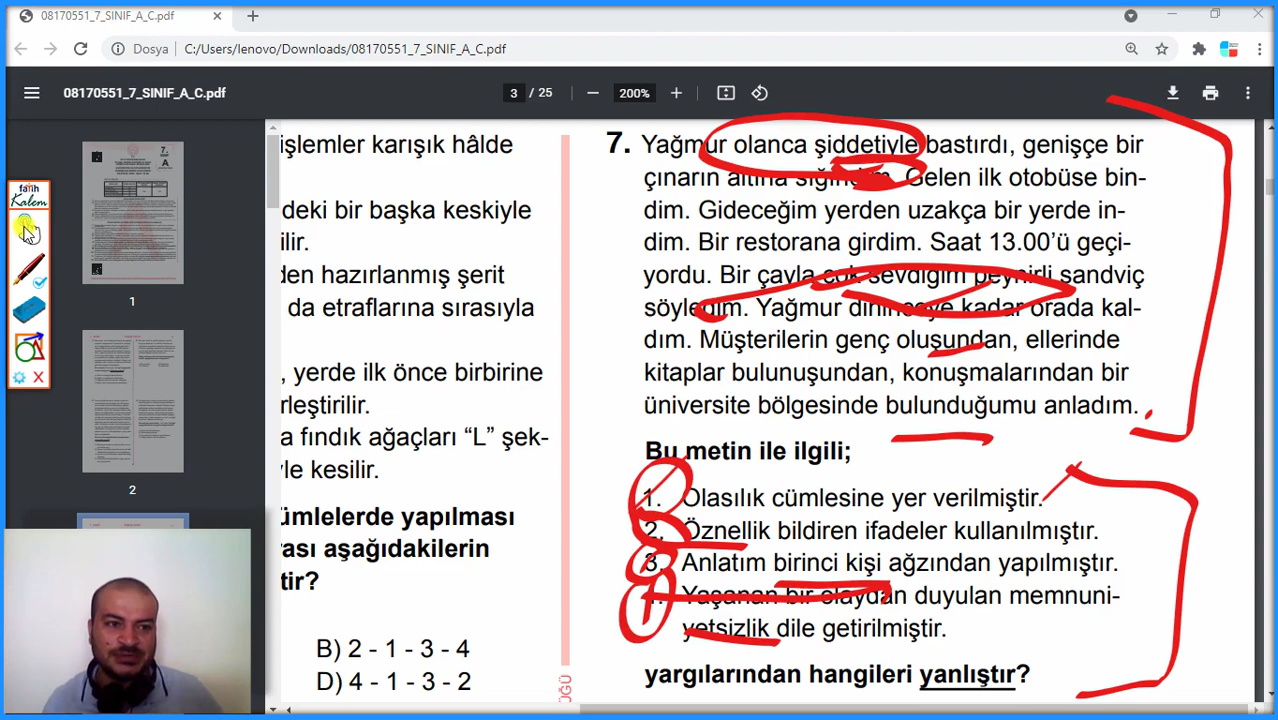 08170551_7_SINIF_A_C.pdf
Dosya
C:/Users/lenovo/Downloads/08170551_7_SINIF_A_C.pdf
08170551_7_SINIF_A_C.pdf
3 / 25
200%
fatih
Kalem
1
2
işlemler karışık hâlde
deki bir başka keskiyle
ilir.
den hazırlanmış şerit
da etraflarına sırasıyla
, yerde ilk önce birbirine
rleştirilir.
a fındık ağaçları “L” şek-
yle kesilir.
ümlelerde yapılması
ası aşağıdakilerin
tir?
B) 2 - 1 - 3 - 4
D) 4 - 1 - 3 - 2
7. Yağmur olanca şiddetiyle bastırdı, genişçe bir
çınarın altına sığındım. Gelen ilk otobüse bin-
dim. Gideceğim yerden uzakça bir yerde in-
dim. Bir restorana girdim. Saat 13.00’ü geçi-
yordu. Bir çayla çok sevdiğim peynirli sandviç
söyledim. Yağmur dininceye kadar orada kal-
dım. Müşterilerin genç oluşundan, ellerinde
kitaplar bulunuşundan, konuşmalarından bir
üniversite bölgesinde bulunduğumu anladım.
Bu metin ile ilgili;
1. Olasılık cümlesine yer verilmiştir.
2. Öznellik bildiren ifadeler kullanılmıştır.
3. Anlatım birinci kişi ağzından yapılmıştır.
4. Yaşanan bir olaydan duyulan memnuni-
yetsizlik dile getirilmiştir.
yargılarından hangileri yanlıştır?